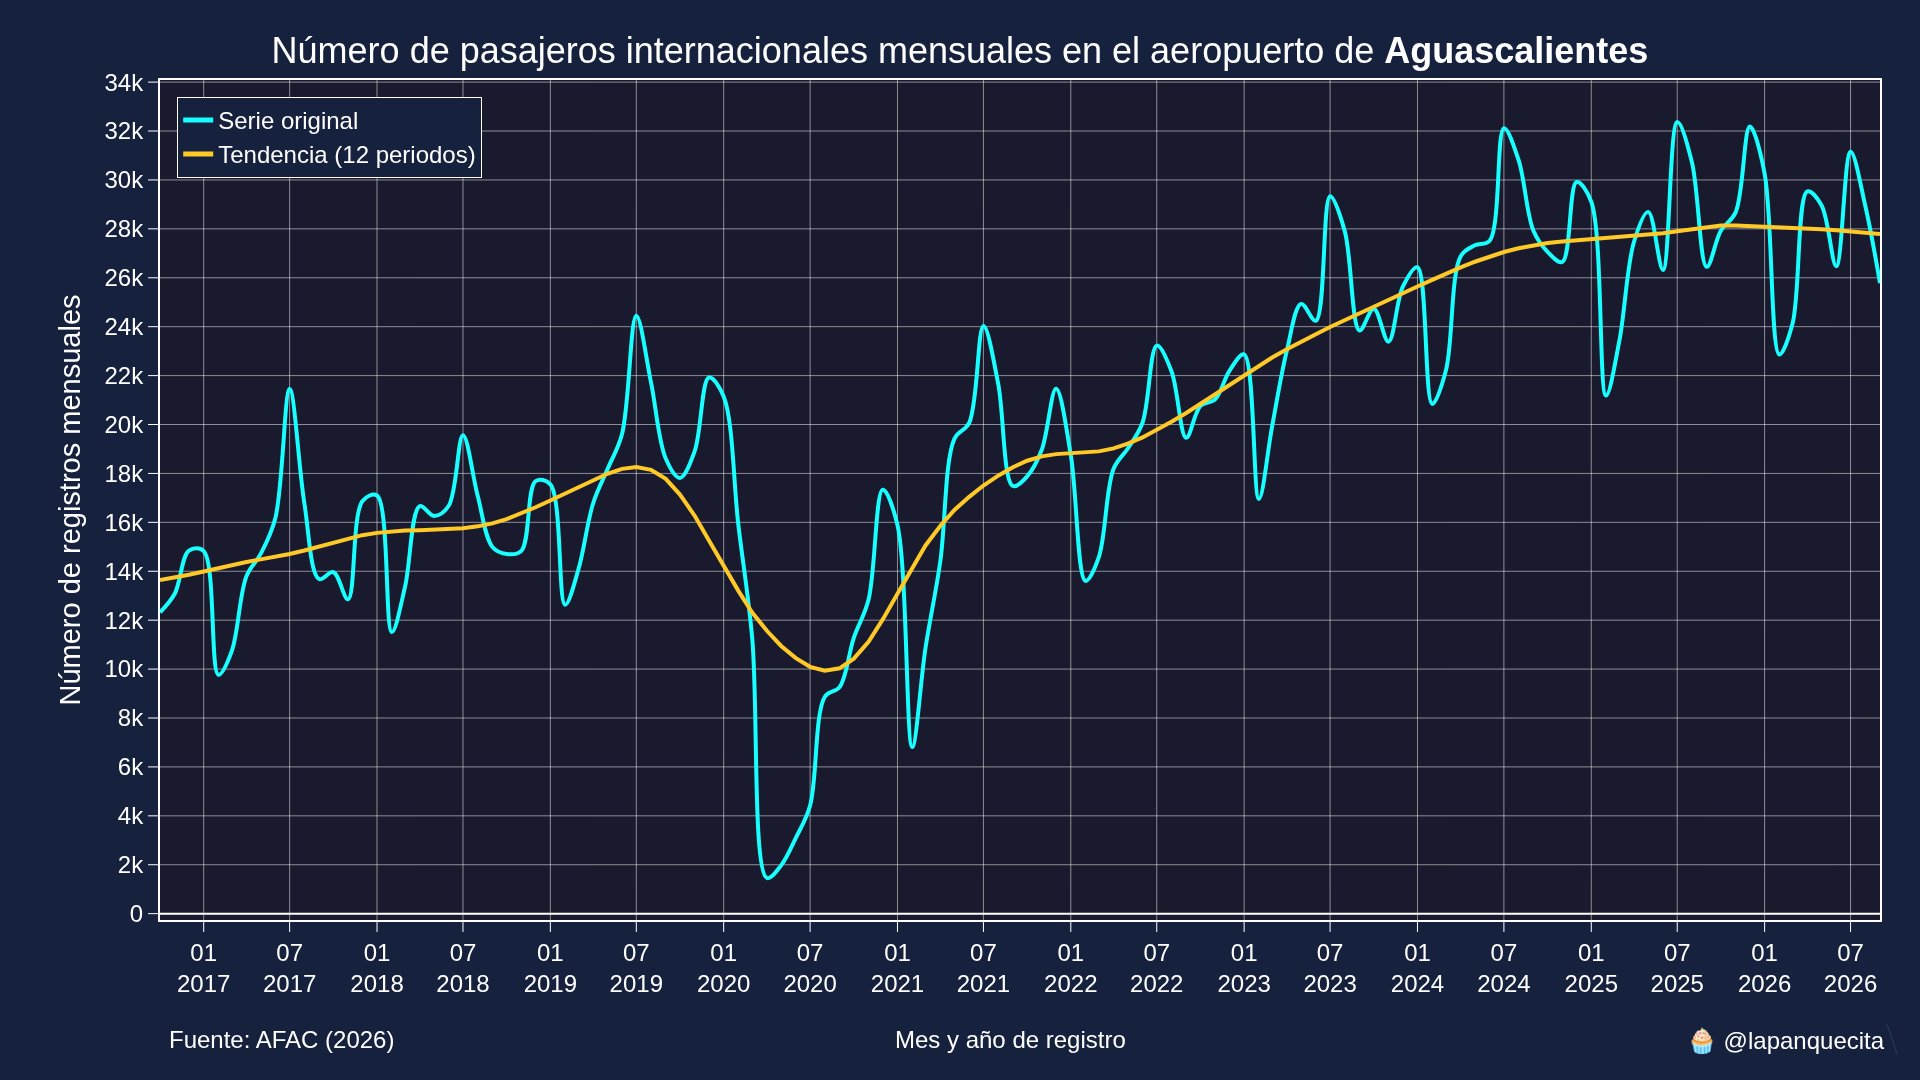 Número de pasajeros internacionales mensuales en el aeropuerto de Aguascalientes
Serie original
Tendencia (12 periodos)
Número de registros mensuales
34k
32k
30k
28k
26k
24k
22k
20k
18k
16k
14k
12k
10k
8k
6k
4k
2k
0
01 07 01 07 01 07 01 07 01 07 01 07 01 07 01 07 01 07 01 07
2017 2017 2018 2018 2019 2019 2020 2020 2021 2021 2022 2022 2023 2023 2024 2024 2025 2025 2026 2026
Fuente: AFAC (2026)
Mes y año de registro
🧁 @lapanquecita